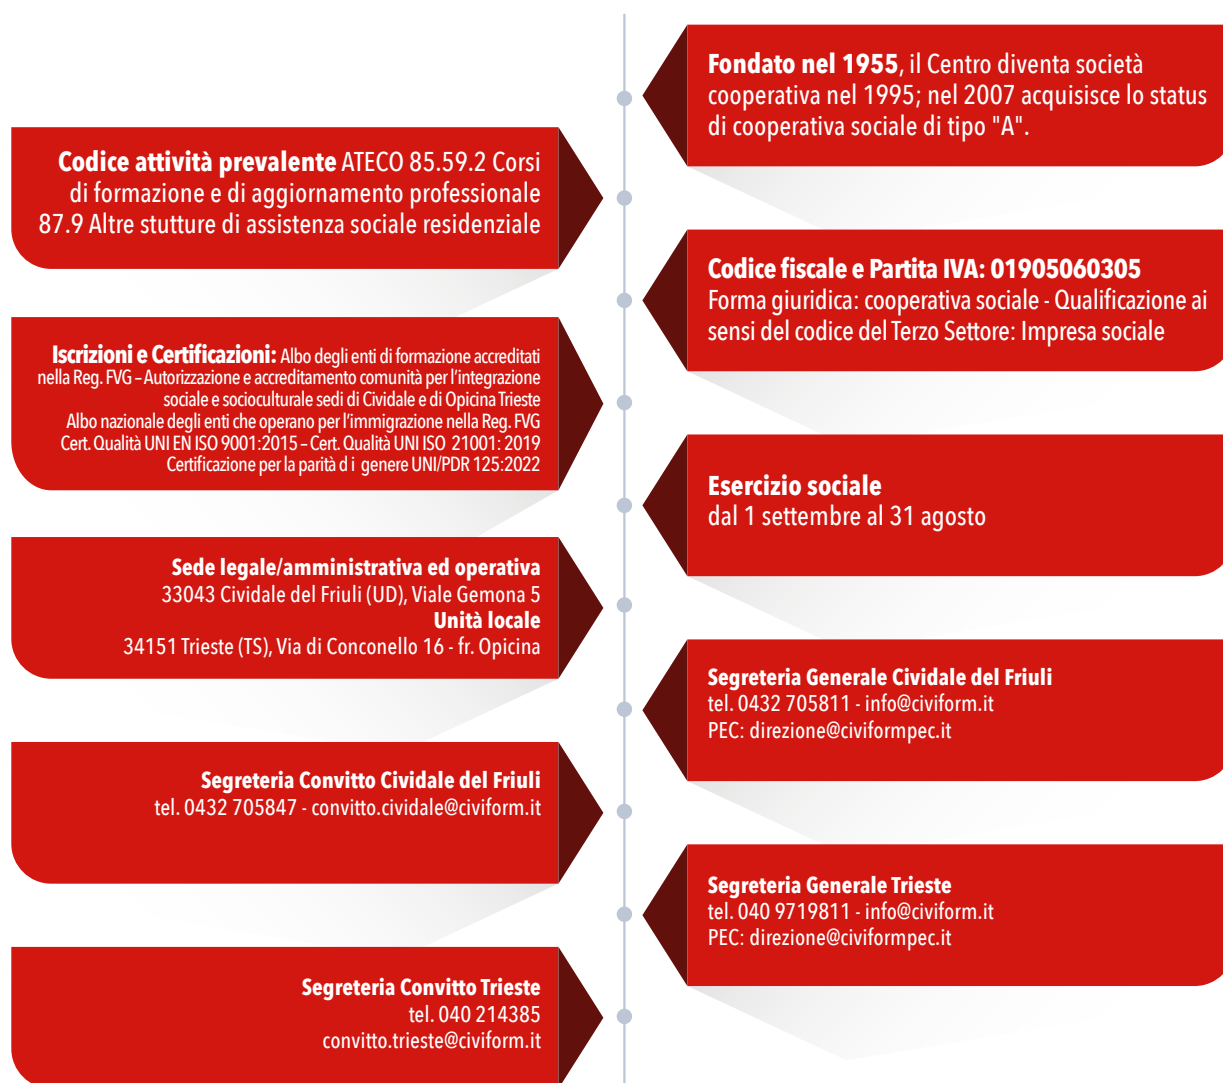 Fondato nel 1955, il Centro diventa società
cooperativa nel 1995; nel 2007 acquisisce lo status
di cooperativa sociale di tipo "A".
Codice attività prevalente ATECO 85.59.2 Corsi
di formazione e di aggiornamento professionale
87.9 Altre stutture di assistenza sociale residenziale
Codice fiscale e Partita IVA: 01905060305
Forma giuridica: cooperativa sociale - Qualificazione ai
sensi del codice del Terzo Settore: Impresa sociale
Iscrizioni e Certificazioni: Albo degli enti di formazione accreditati
nella Reg. FVG – Autorizzazione e accreditamento comunità per l'integrazione
sociale e socioculturale sedi di Cividale e di Opicina Trieste
Albo nazionale degli enti che operano per l'immigrazione nella Reg. FVG
Cert. Qualità UNI EN ISO 9001:2015 – Cert. Qualità UNI ISO 21001: 2019
Certificazione per la parità d i genere UNI/PDR 125:2022
Esercizio sociale
dal 1 settembre al 31 agosto
Sede legale/amministrativa ed operativa
33043 Cividale del Friuli (UD), Viale Gemona 5
Unità locale
34151 Trieste (TS), Via di Conconello 16 - fr. Opicina
Segreteria Generale Cividale del Friuli
tel. 0432 705811 - info@civiform.it
PEC: direzione@civiformpec.it
Segreteria Convitto Cividale del Friuli
tel. 0432 705847 - convitto.cividale@civiform.it
Segreteria Generale Trieste
tel. 040 9719811 - info@civiform.it
PEC: direzione@civiformpec.it
Segreteria Convitto Trieste
tel. 040 214385
convitto.trieste@civiform.it